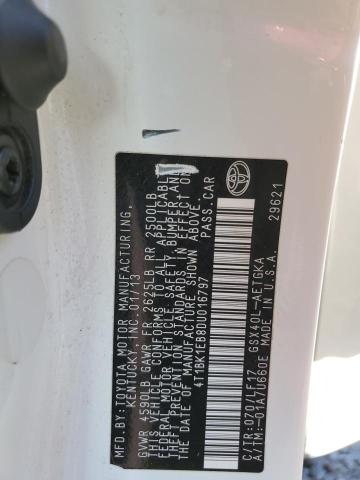 MFD.BY:TOYOTA MOTOR MANUFACTURING,
KENTUCKY, INC. 01/13
GVWR 4590LB GAWR FR 2625LB RR 2500LB
THIS VEHICLE CONFORMS TO ALL APPLICABLE
FEDERAL MOTOR VEHICLE SAFETY, BUMPER, AND
THEFT PREVENTION STANDARDS IN EFFECT ON
THE DATE OF MANUFACTURE SHOWN ABOVE.
4T1BK1EB8DU016797 PASS.CAR
C/TR:070/LE17 GSX40L-AETGKA
A/TM:-01A/U660E MADE IN U.S.A. 29621